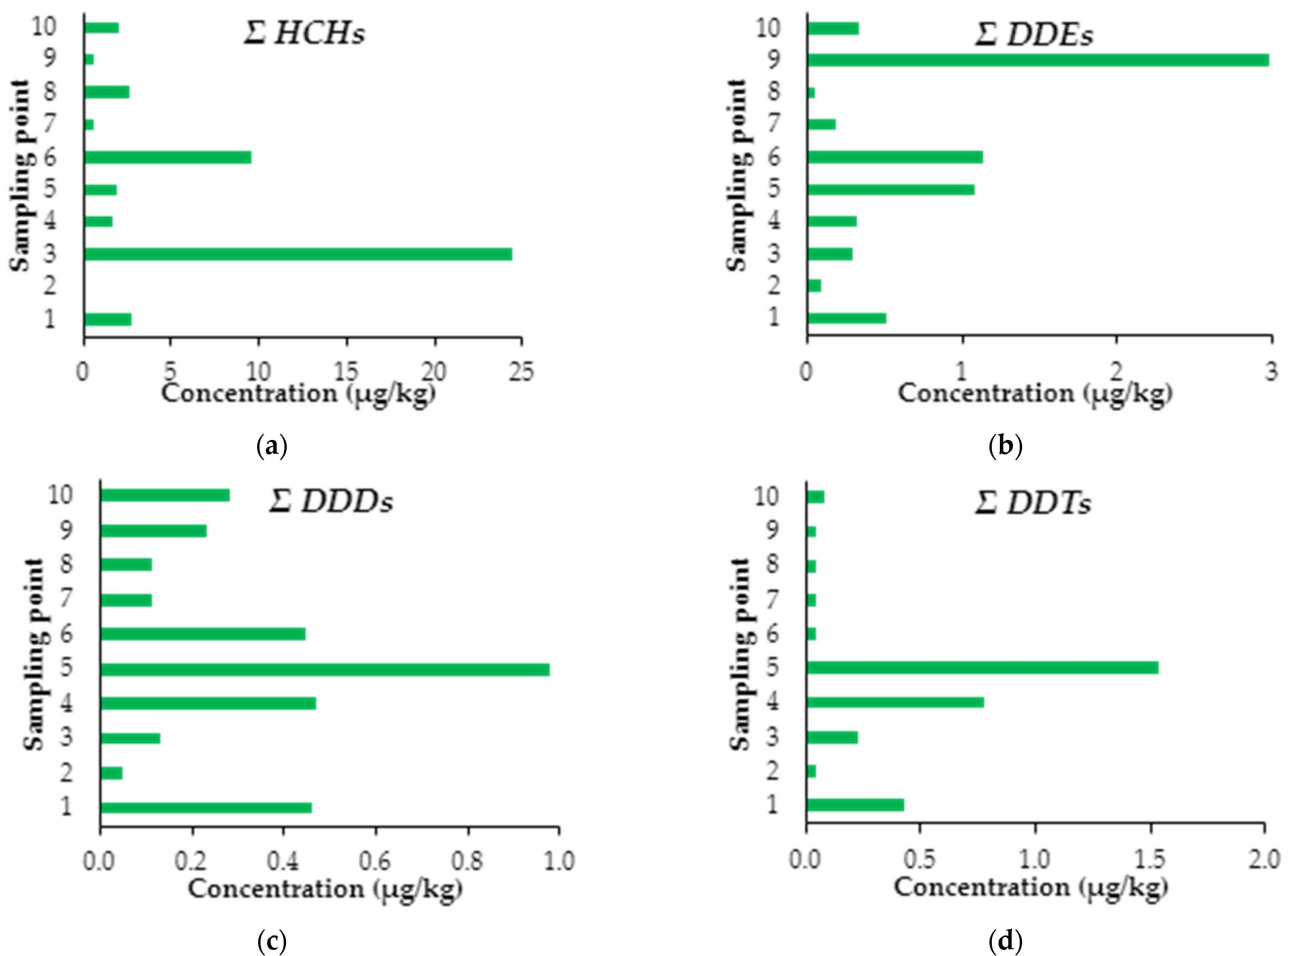 Σ HCHs
Sampling point
10
9
8
7
6
5
4
3
2
1
0 5 10 15 20 25
Concentration (µg/kg)
(a)
Σ DDEs
Sampling point
10
9
8
7
6
5
4
3
2
1
0 1 2 3
Concentration (µg/kg)
(b)
Σ DDDs
Sampling point
10
9
8
7
6
5
4
3
2
1
0.0 0.2 0.4 0.6 0.8 1.0
Concentration (µg/kg)
(c)
Σ DDTs
Sampling point
10
9
8
7
6
5
4
3
2
1
0.0 0.5 1.0 1.5 2.0
Concentration (µg/kg)
(d)